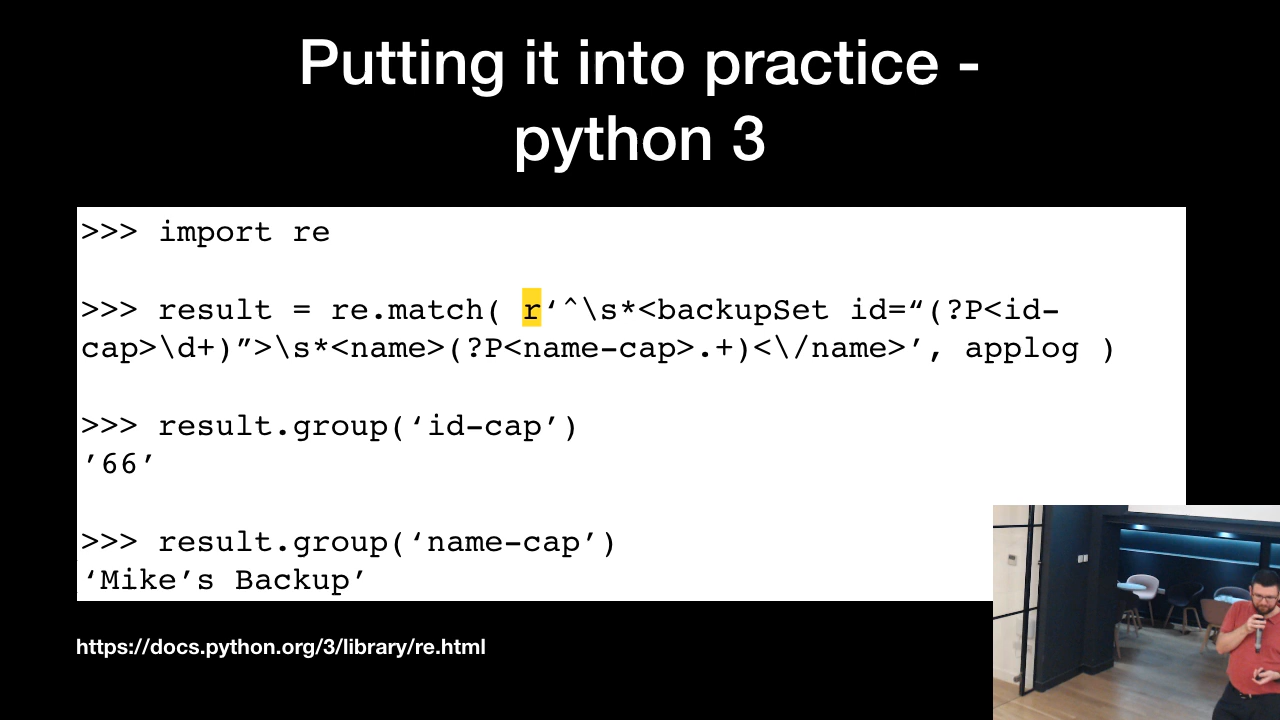 Putting it into practice -
python 3
>>> import re
>>> result = re.match( r‘^\s*<backupSet id=“(?P<id-
cap>\d+)”>\s*<name>(?P<name-cap>.+)<\/name>’, applog )
>>> result.group(‘id-cap’)
’66’
>>> result.group(‘name-cap’)
‘Mike’s Backup’
https://docs.python.org/3/library/re.html